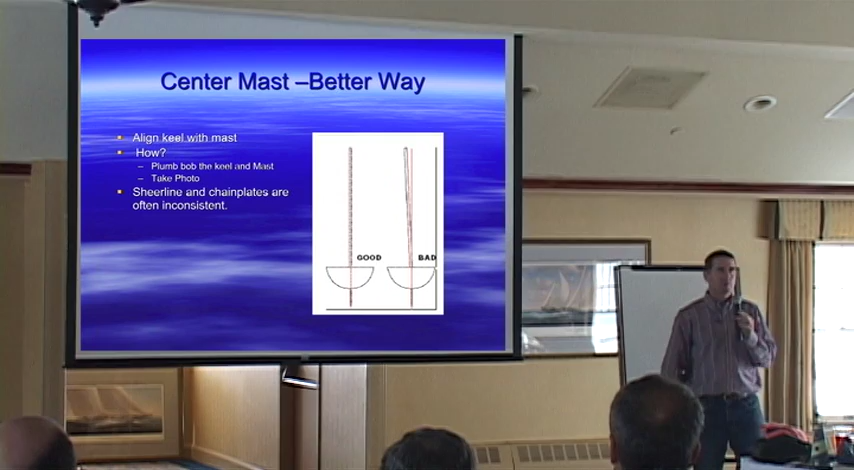 Center Mast –Better Way
Align keel with mast
How?
– Plumb bob the keel and Mast
– Take Photo
Sheerline and chainplates are
often inconsistent.
GOOD
BAD